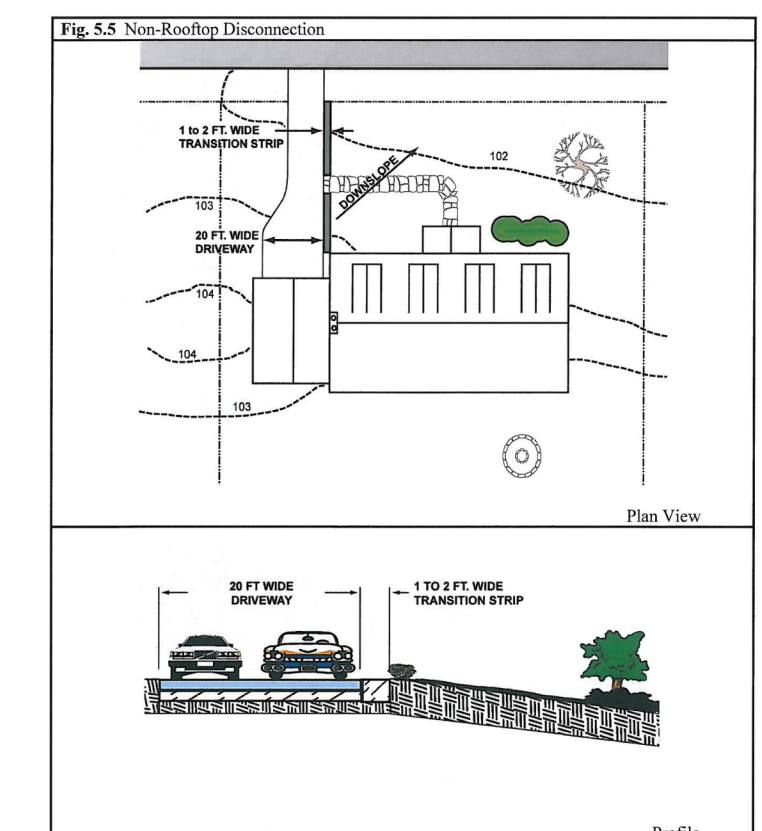 Fig. 5.5 Non-Rooftop Disconnection
1 to 2 FT. WIDE
TRANSITION STRIP
102
DOWNSLOPE
103
20 FT. WIDE
DRIVEWAY
104
104
103
Plan View
20 FT WIDE
DRIVEWAY
1 TO 2 FT. WIDE
TRANSITION STRIP
Profile